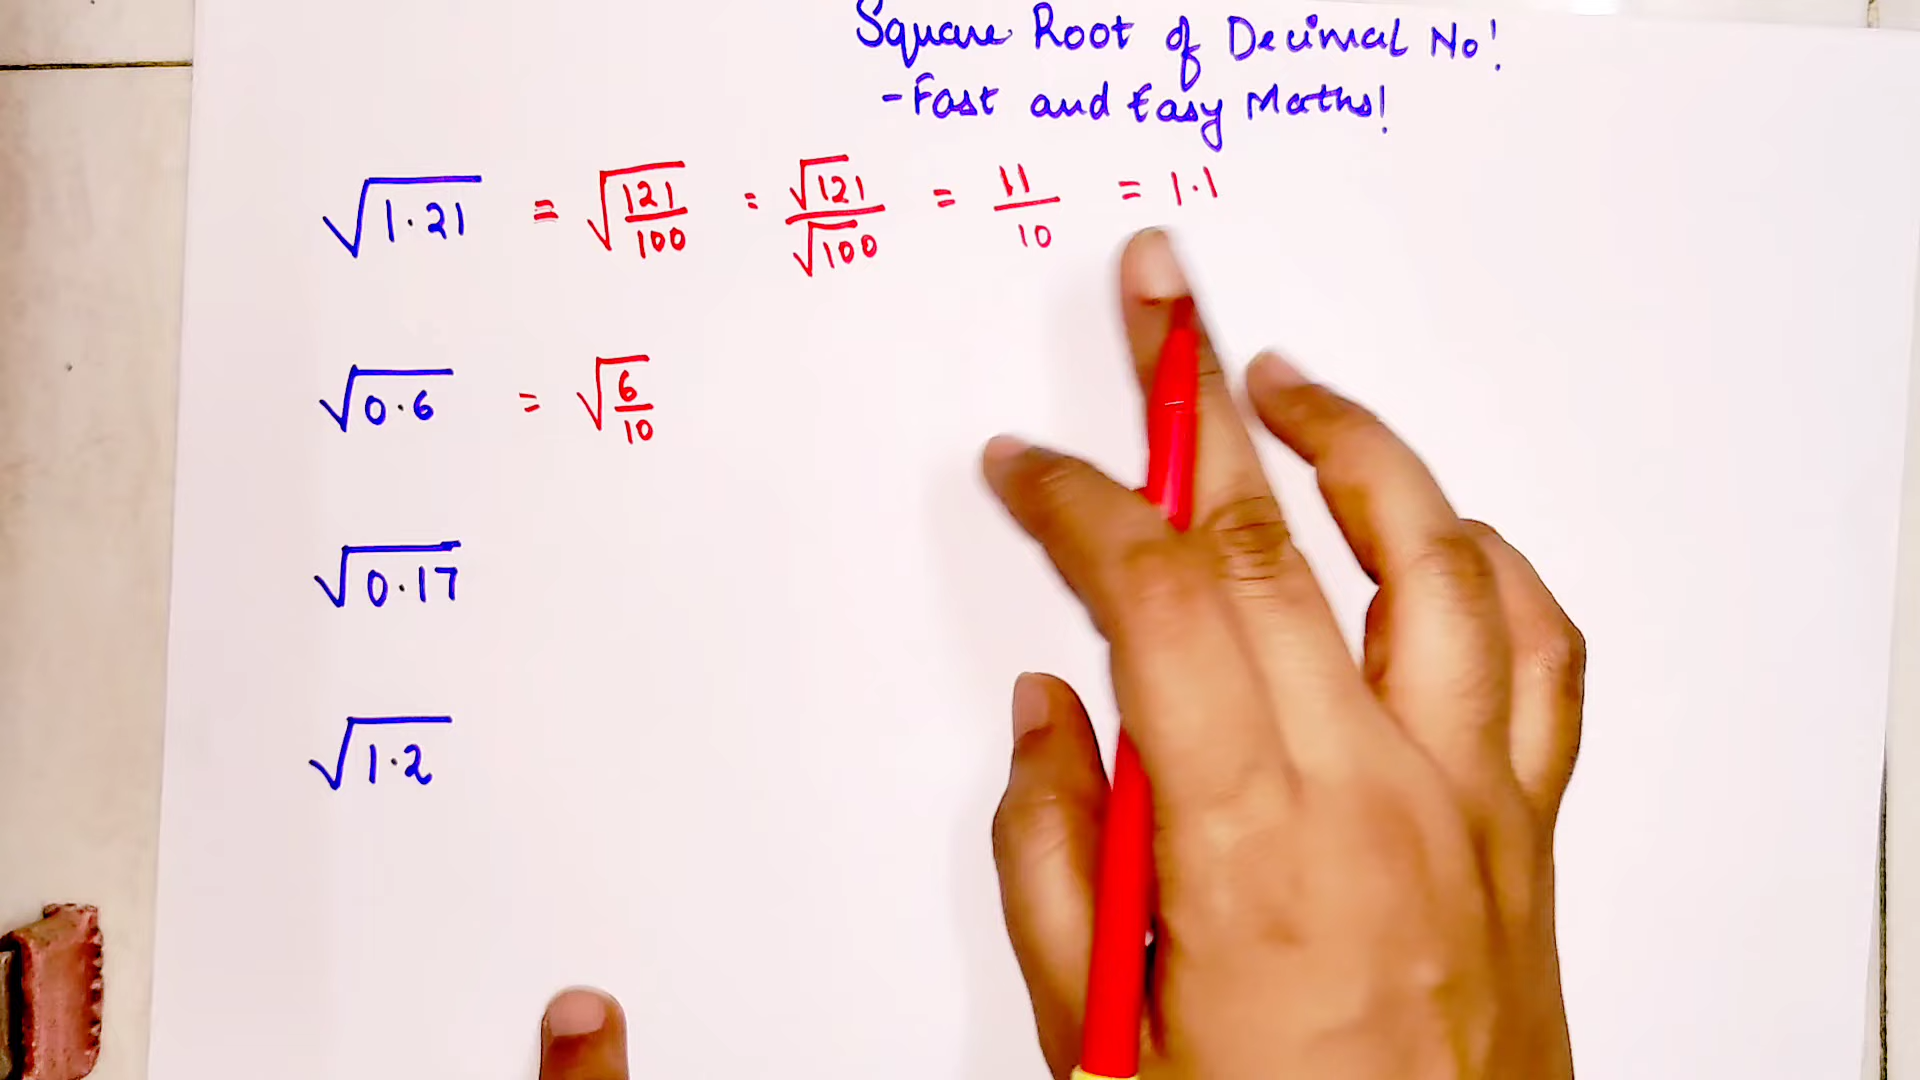 Square Root of Decimal No!
- Fast and Easy Maths!
√1.21 = √(121/100) = √121/√100 = 11/10 = 1.1
√0.6 = √(6/10)
√0.17
√1.2